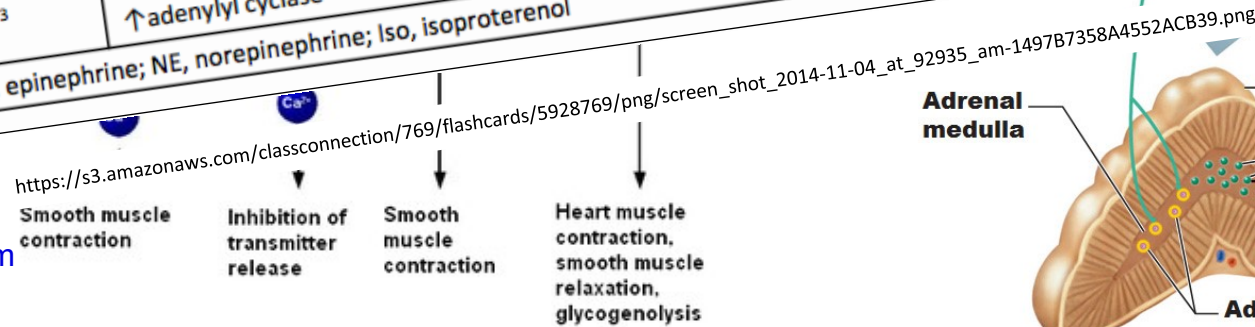 3
↑adenylyl cyclase
epinephrine; NE, norepinephrine; Iso, isoproterenol
Ca²⁺
https://s3.amazonaws.com/classconnection/769/flashcards/5928769/png/screen_shot_2014-11-04_at_92935_am-1497B7358A4552ACB39.png
Adrenal
medulla
Smooth muscle
contraction
Inhibition of
transmitter
release
Smooth
muscle
contraction
Heart muscle
contraction,
smooth muscle
relaxation,
glycogenolysis
m
Ad